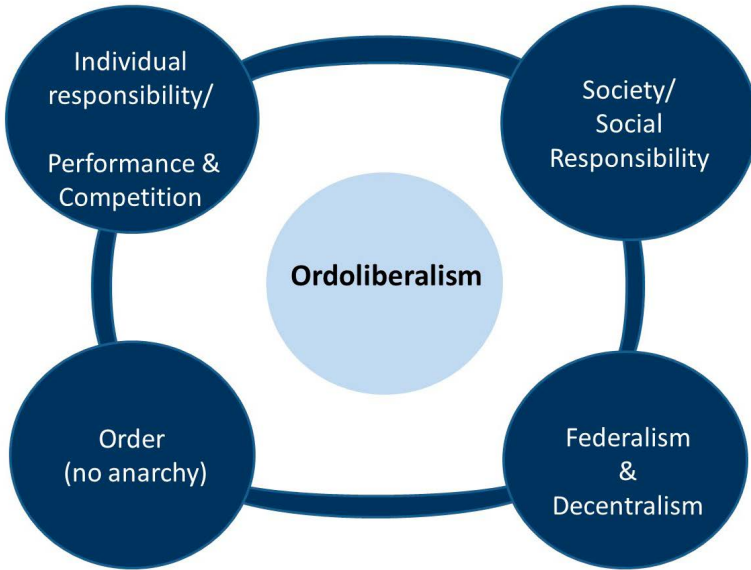 Individual
responsibility/
Performance &
Competition
Society/
Social
Responsibility
Ordoliberalism
Order
(no anarchy)
Federalism
&
Decentralism